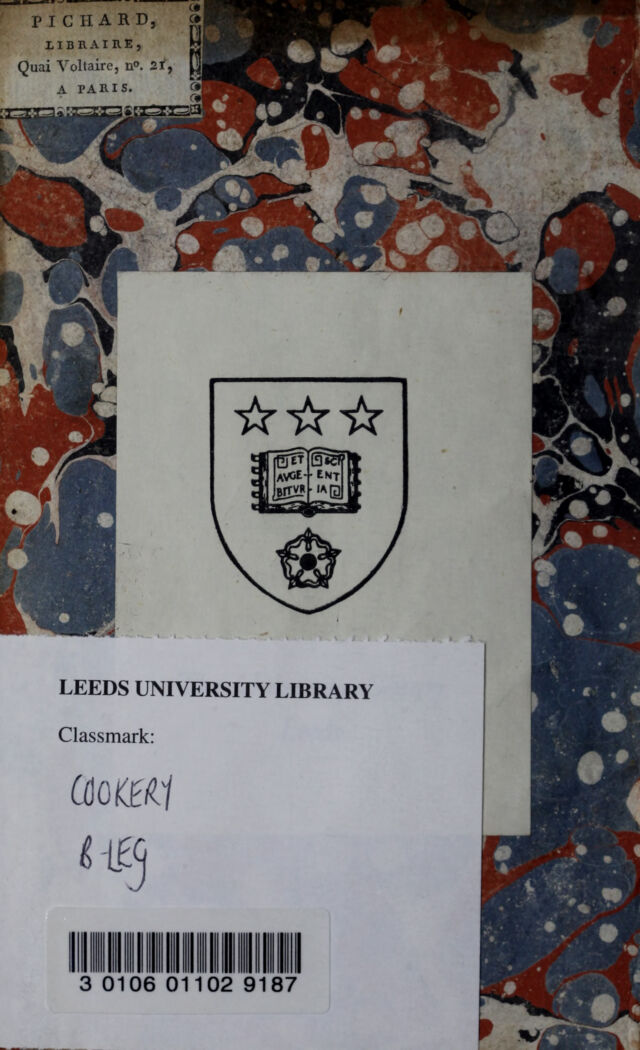 PICHARD,
LIBRAIRE,
Quai Voltaire, nº. 21,
A PARIS.
ET SC
AVGE- ENT
BITVR - IA
LEEDS UNIVERSITY LIBRARY
Classmark:
COOKERY
B-LEG
3 0106 01102 9187